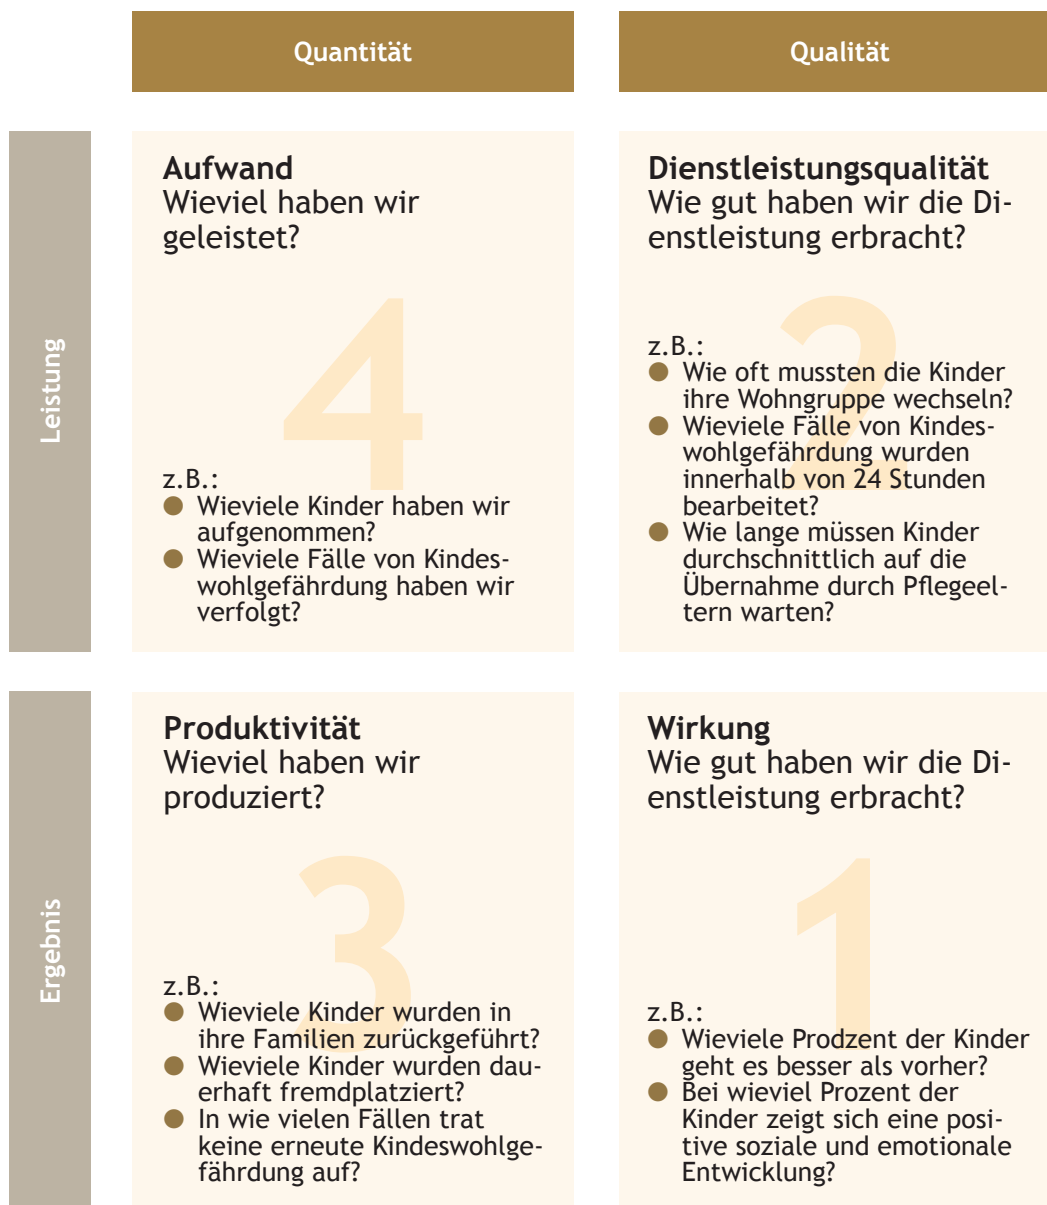 Quantität
Qualität
Leistung
Aufwand
Wieviel haben wir
geleistet?
4
z.B.:
● Wieviele Kinder haben wir
aufgenommen?
● Wieviele Fälle von Kindes-
wohlgefährdung haben wir
verfolgt?
Dienstleistungsqualität
Wie gut haben wir die Di-
enstleistung erbracht?
2
z.B.:
● Wie oft mussten die Kinder
ihre Wohngruppe wechseln?
● Wieviele Fälle von Kindes-
wohlgefährdung wurden
innerhalb von 24 Stunden
bearbeitet?
● Wie lange müssen Kinder
durchschnittlich auf die
Übernahme durch Pflegeel-
tern warten?
Ergebnis
Produktivität
Wieviel haben wir
produziert?
3
z.B.:
● Wieviele Kinder wurden in
ihre Familien zurückgeführt?
● Wieviele Kinder wurden dau-
erhaft fremdplatziert?
● In wie vielen Fällen trat
keine erneute Kindeswohlge-
fährdung auf?
Wirkung
Wie gut haben wir die Di-
enstleistung erbracht?
1
z.B.:
● Wieviele Prodzent der Kinder
geht es besser als vorher?
● Bei wieviel Prozent der
Kinder zeigt sich eine posi-
tive soziale und emotionale
Entwicklung?